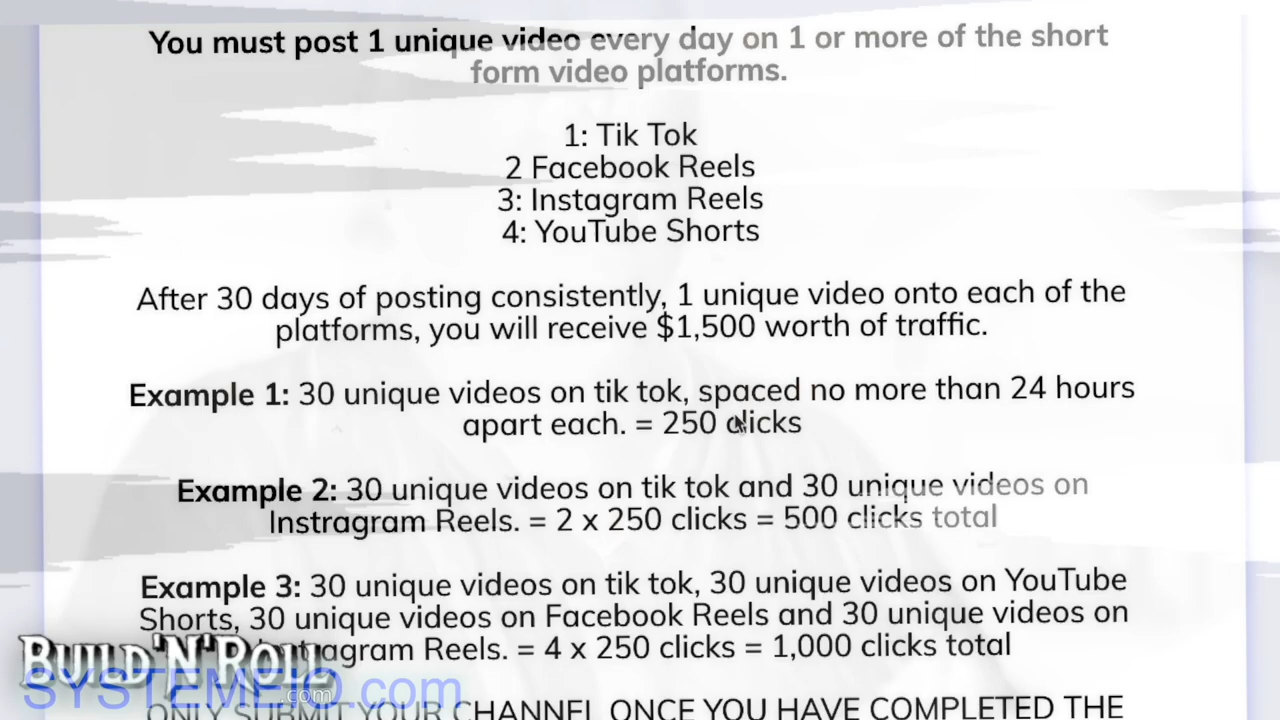 You must post 1 unique video every day on 1 or more of the short
form video platforms.
1: Tik Tok
2 Facebook Reels
3: Instagram Reels
4: YouTube Shorts
After 30 days of posting consistently, 1 unique video onto each of the
platforms, you will receive $1,500 worth of traffic.
Example 1: 30 unique videos on tik tok, spaced no more than 24 hours
apart each. = 250 clicks
Example 2: 30 unique videos on tik tok and 30 unique videos on
Instragram Reels. = 2 x 250 clicks = 500 clicks total
Example 3: 30 unique videos on tik tok, 30 unique videos on YouTube
Shorts, 30 unique videos on Facebook Reels and 30 unique videos on
Reels. = 4 x 250 clicks = 1,000 clicks total
BUILD'N'ROLL
.com
SYSTEMEIO.com
ONLY SUBMIT YOUR CHANNEL ONCE YOU HAVE COMPLETED THE